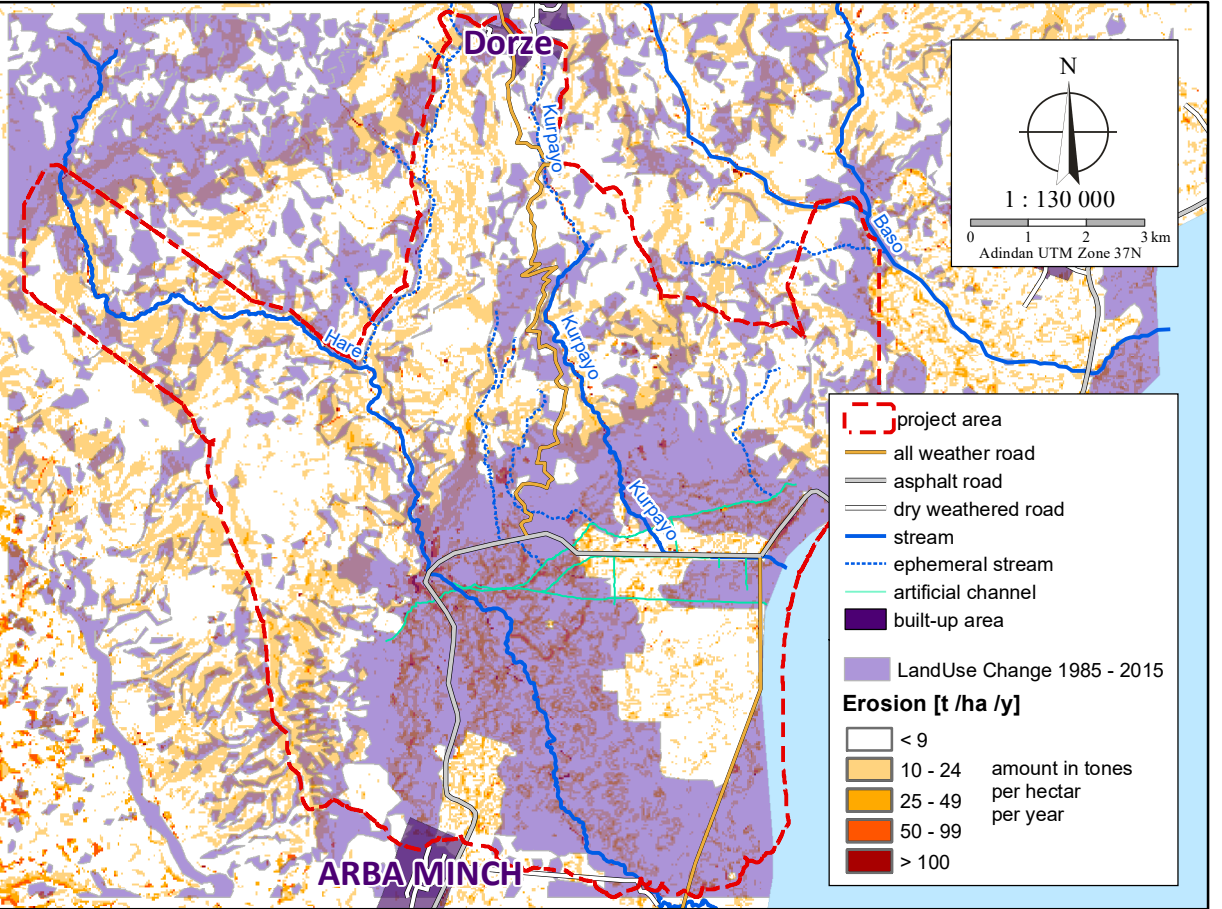 Dorze
Kurpayo
Kurpayo
Kurpayo
Hare
Baso
ARBA MINCH
N
1 : 130 000
0 1 2 3 km
Adindan UTM Zone 37N
project area
all weather road
asphalt road
dry weathered road
stream
ephemeral stream
artificial channel
built-up area
LandUse Change 1985 - 2015
Erosion [t /ha /y]
< 9
10 - 24
25 - 49
50 - 99
> 100
amount in tones
per hectar
per year